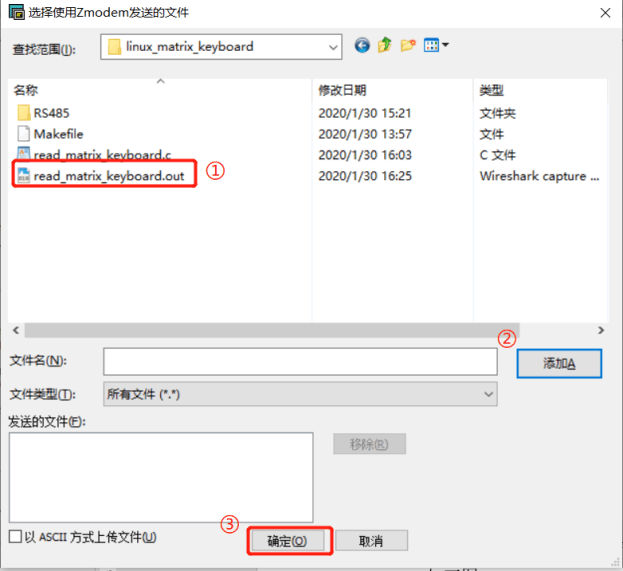 选择使用Zmodem发送的文件
查找范围(I):
linux_matrix_keyboard
名称 修改日期 类型
RS485 2020/1/30 15:21 文件夹
Makefile 2020/1/30 13:57 文件
read_matrix_keyboard.c 2020/1/30 16:03 C 文件
read_matrix_keyboard.out 2020/1/30 16:25 Wireshark capture ...
①
②
文件名(N):
添加A
文件类型(T): 所有文件 (*.*)
发送的文件(F):
移除(R)
③
以 ASCII 方式上传文件(U)
确定(O) 取消